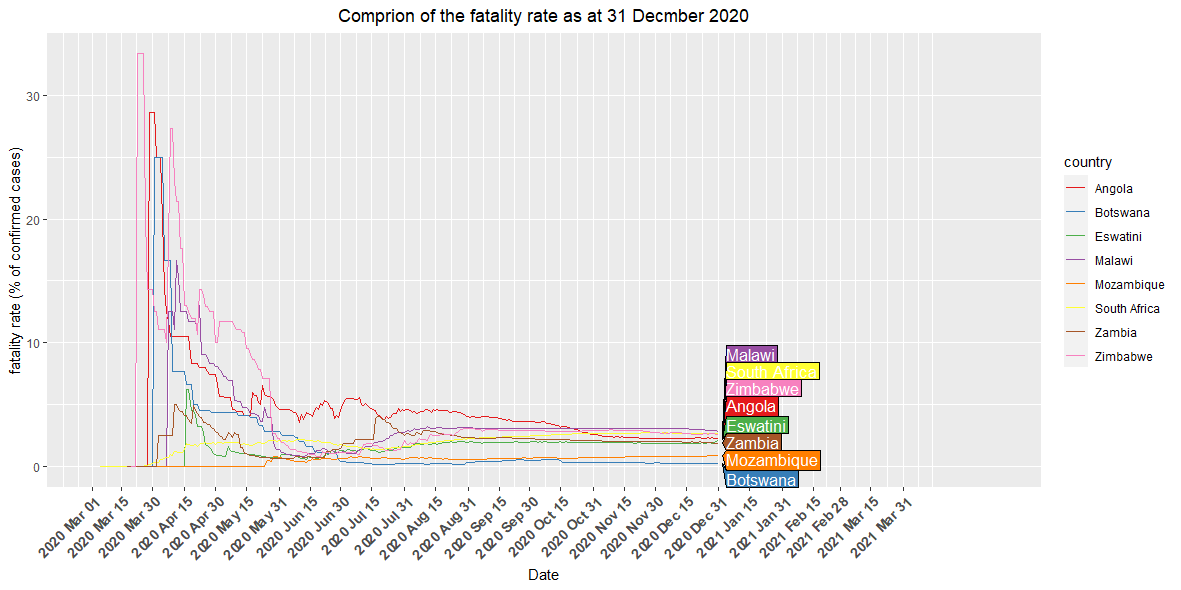 Comprion of the fatality rate as at 31 Decmber 2020
fatality rate (% of confirmed cases)
30
20
10
0
Malawi
South Africa
Zimbabwe
Angola
Eswatini
Zambia
Mozambique
Botswana
2020 Mar 01
2020 Mar 15
2020 Mar 30
2020 Apr 15
2020 Apr 30
2020 May 15
2020 May 31
2020 Jun 15
2020 Jun 30
2020 Jul 15
2020 Jul 31
2020 Aug 15
2020 Aug 31
2020 Sep 15
2020 Sep 30
2020 Oct 15
2020 Oct 31
2020 Nov 15
2020 Nov 30
2020 Dec 15
2020 Dec 31
2021 Jan 15
2021 Jan 31
2021 Feb 15
2021 Feb 28
2021 Mar 15
2021 Mar 31
Date
country
Angola
Botswana
Eswatini
Malawi
Mozambique
South Africa
Zambia
Zimbabwe